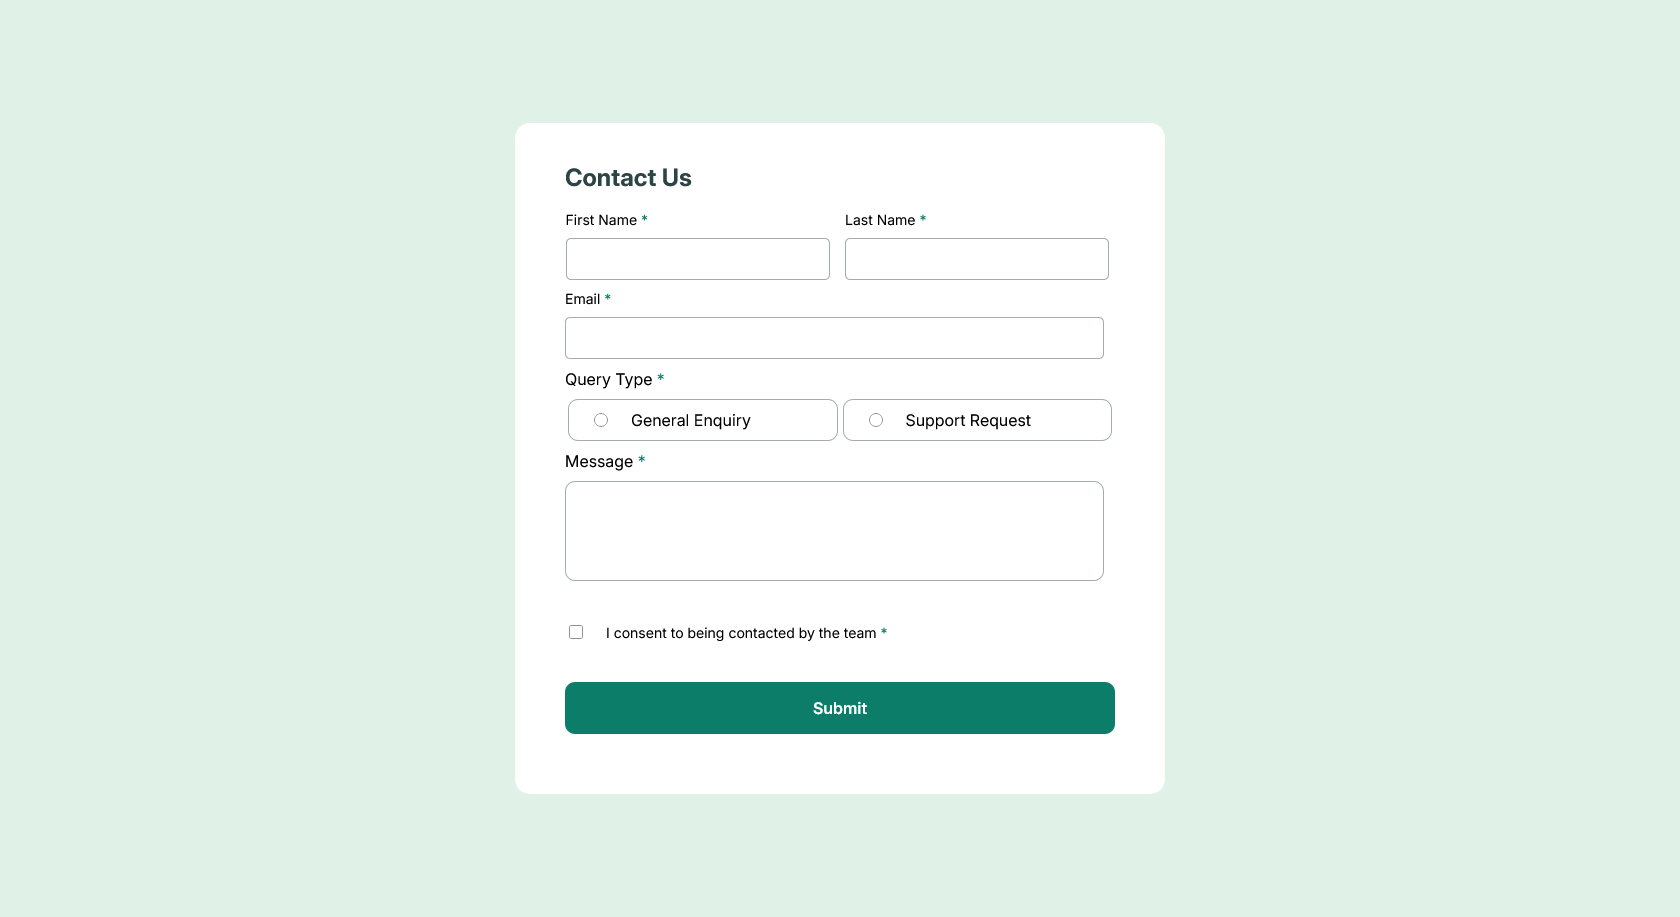 Contact Us
First Name * Last Name *
Email *
Query Type *
General Enquiry Support Request
Message *
I consent to being contacted by the team *
Submit